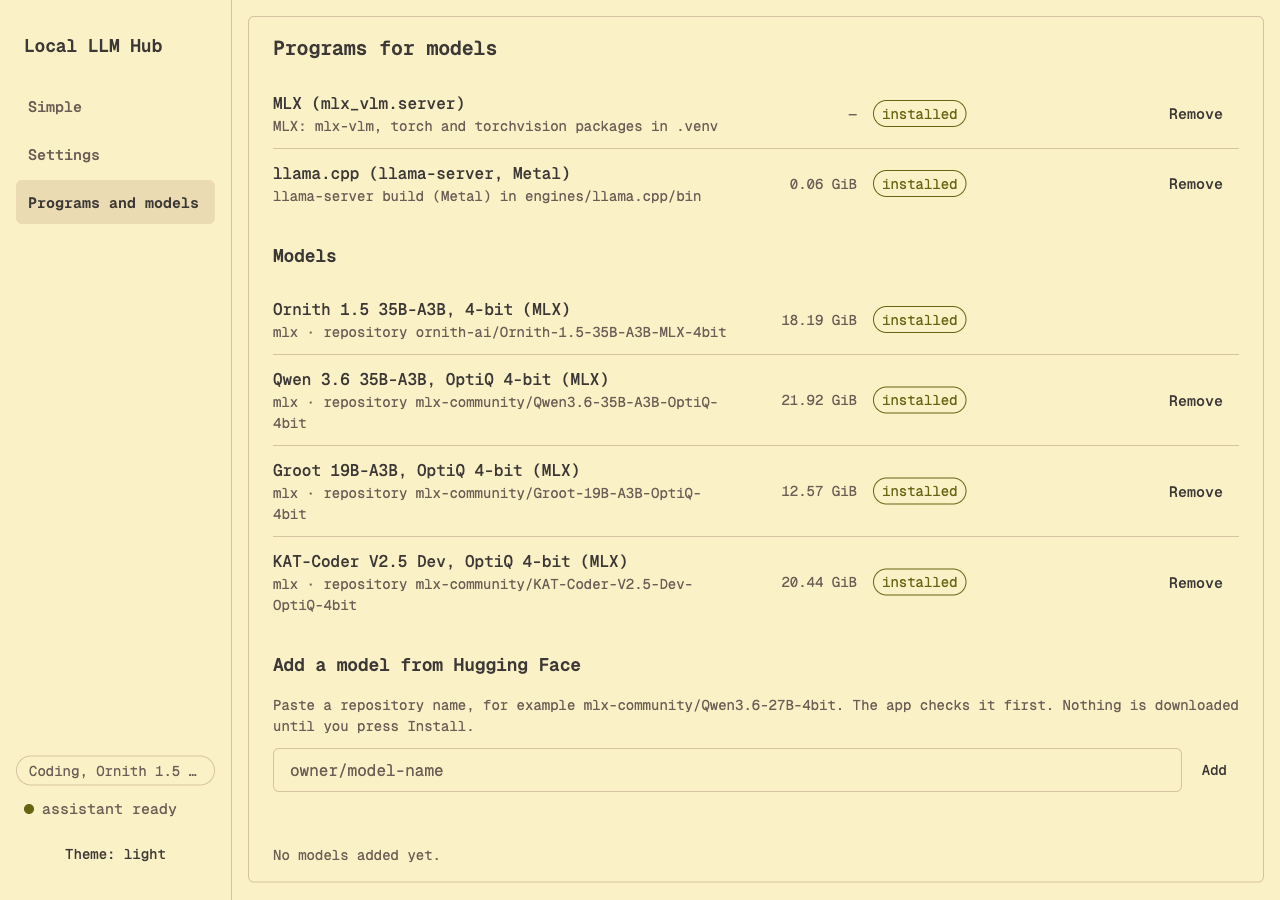 Local LLM Hub
Simple
Settings
Programs and models
Coding, Ornith 1.5 …
assistant ready
Theme: light
Programs for models
MLX (mlx_vlm.server)
MLX: mlx-vlm, torch and torchvision packages in .venv
—
installed
Remove
llama.cpp (llama-server, Metal)
llama-server build (Metal) in engines/llama.cpp/bin
0.06 GiB
installed
Remove
Models
Ornith 1.5 35B-A3B, 4-bit (MLX)
mlx · repository ornith-ai/Ornith-1.5-35B-A3B-MLX-4bit
18.19 GiB
installed
Qwen 3.6 35B-A3B, OptiQ 4-bit (MLX)
mlx · repository mlx-community/Qwen3.6-35B-A3B-OptiQ-
4bit
21.92 GiB
installed
Remove
Groot 19B-A3B, OptiQ 4-bit (MLX)
mlx · repository mlx-community/Groot-19B-A3B-OptiQ-
4bit
12.57 GiB
installed
Remove
KAT-Coder V2.5 Dev, OptiQ 4-bit (MLX)
mlx · repository mlx-community/KAT-Coder-V2.5-Dev-
OptiQ-4bit
20.44 GiB
installed
Remove
Add a model from Hugging Face
Paste a repository name, for example mlx-community/Qwen3.6-27B-4bit. The app checks it first. Nothing is downloaded
until you press Install.
owner/model-name
Add
No models added yet.